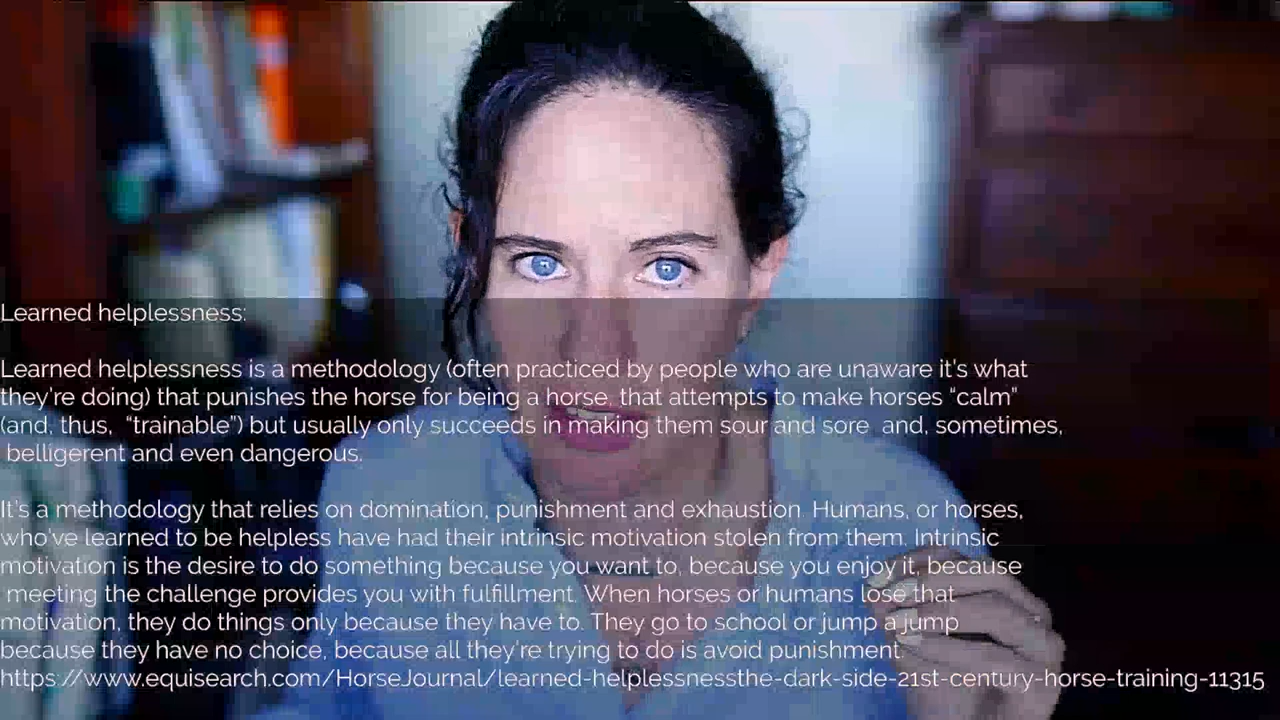 Learned helplessness:
Learned helplessness is a methodology (often practiced by people who are unaware it's what
they're doing) that punishes the horse for being a horse, that attempts to make horses “calm”
(and, thus, “trainable”) but usually only succeeds in making them sour and sore and, sometimes,
belligerent and even dangerous.
It's a methodology that relies on domination, punishment and exhaustion. Humans, or horses,
who've learned to be helpless have had their intrinsic motivation stolen from them. Intrinsic
motivation is the desire to do something because you want to, because you enjoy it, because
meeting the challenge provides you with fulfillment. When horses or humans lose that
motivation, they do things only because they have to. They go to school or jump a jump
because they have no choice, because all they're trying to do is avoid punishment.
https://www.equisearch.com/HorseJournal/learned-helplessnessthe-dark-side-21st-century-horse-training-11315